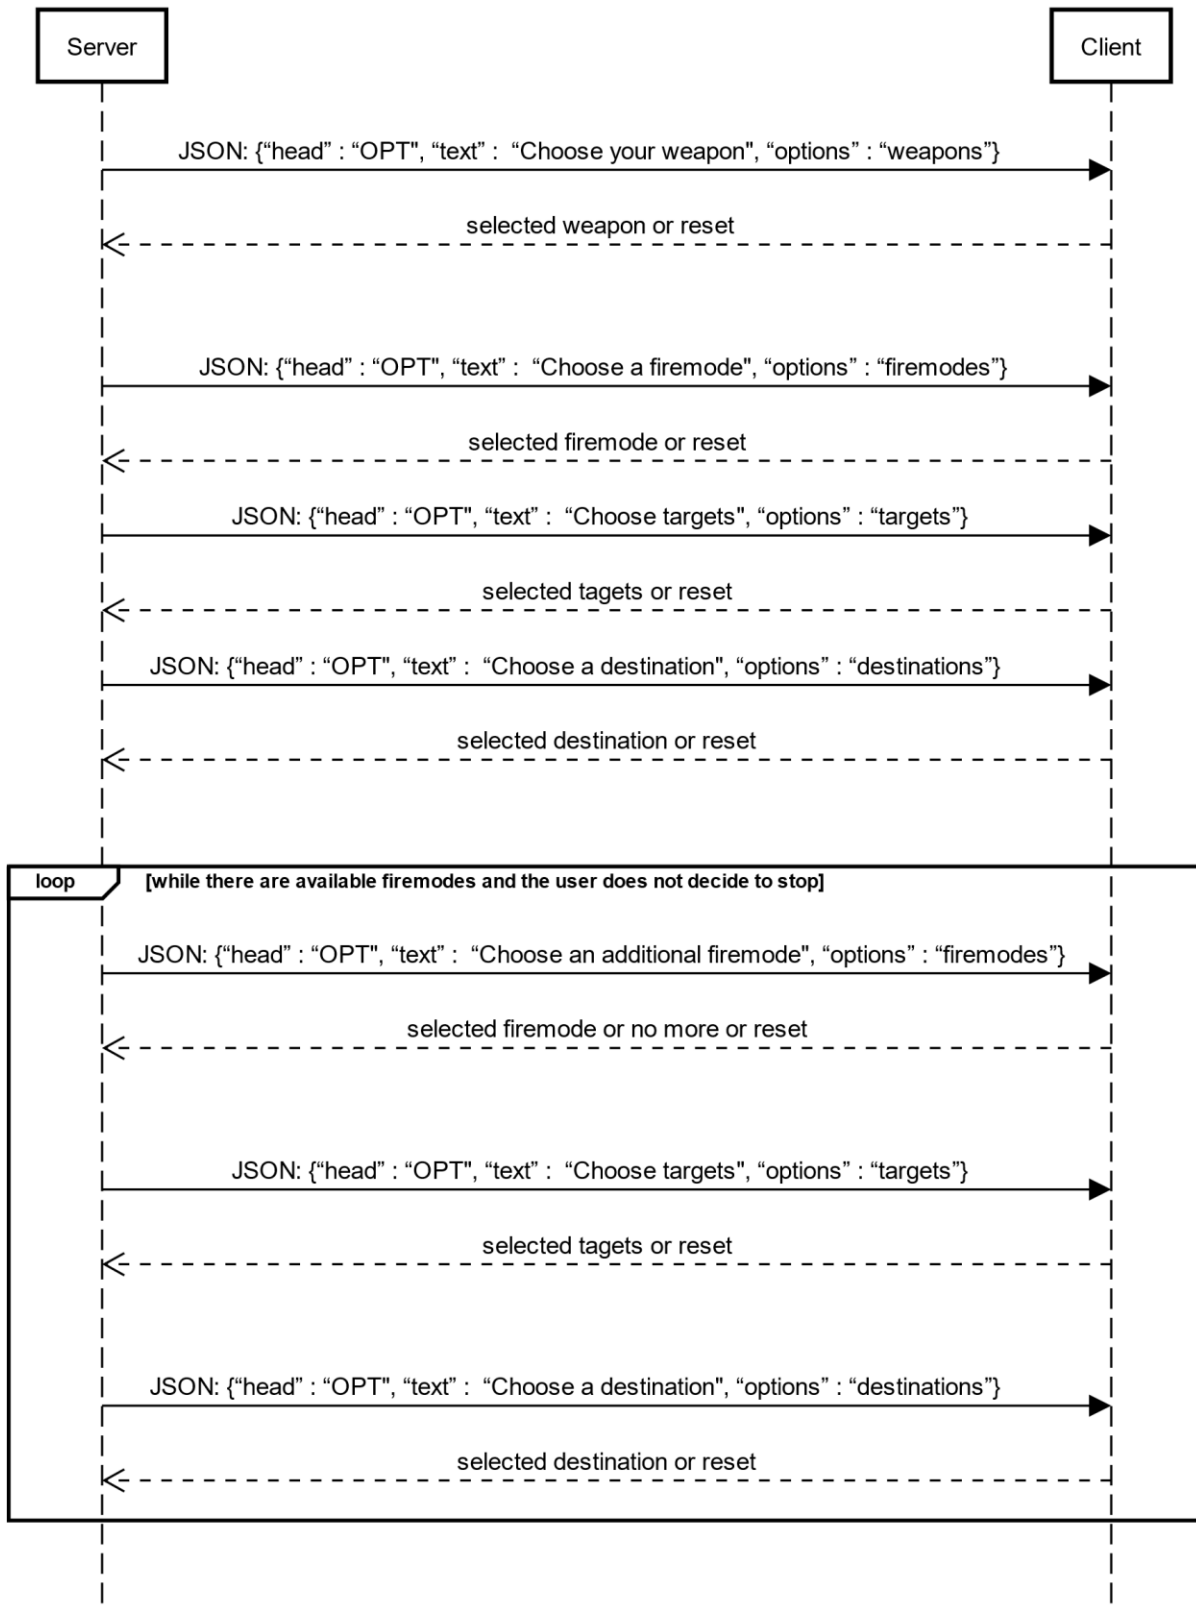 Server
Client
JSON: {“head” : “OPT", “text” :  “Choose your weapon", “options” : “weapons”}
selected weapon or reset
JSON: {“head” : “OPT", “text” :  “Choose a firemode", “options” : “firemodes”}
selected firemode or reset
JSON: {“head” : “OPT", “text” :  “Choose targets", “options” : “targets”}
selected tagets or reset
JSON: {“head” : “OPT", “text” :  “Choose a destination", “options” : “destinations”}
selected destination or reset
loop [while there are available firemodes and the user does not decide to stop]
JSON: {“head” : “OPT", “text” :  “Choose an additional firemode", “options” : “firemodes”}
selected firemode or no more or reset
JSON: {“head” : “OPT", “text” :  “Choose targets", “options” : “targets”}
selected tagets or reset
JSON: {“head” : “OPT", “text” :  “Choose a destination", “options” : “destinations”}
selected destination or reset